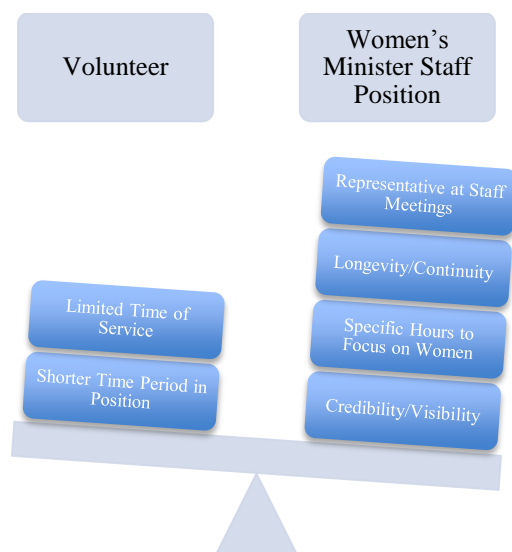 Volunteer
Women’s
Minister Staff
Position
Representative at Staff
Meetings
Longevity/Continuity
Limited Time of
Service
Specific Hours to
Focus on Women
Shorter Time Period in
Position
Credibility/Visibility